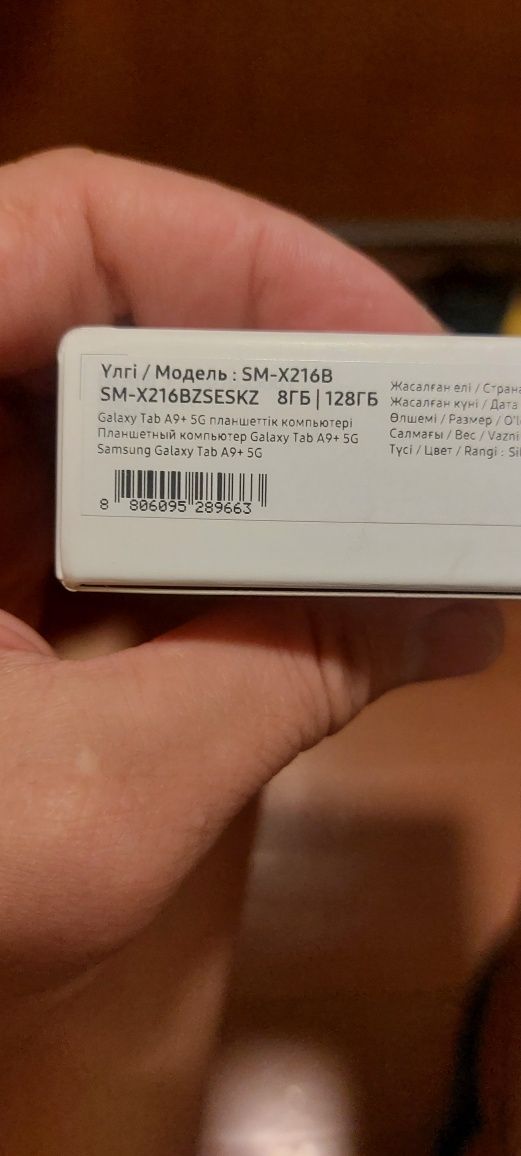 Үлгі / Модель : SM-X216B
SM-X216BZSESKZ 8ГБ | 128ГБ
Galaxy Tab A9+ 5G планшеттік компьютері
Планшетный компьютер Galaxy Tab A9+ 5G
Samsung Galaxy Tab A9+ 5G
8 806095 289663
Жасалған елі / Страна
Жасалған күні / Дата
Өлшемі / Размер /
Салмағы / Вес / Vazni
Түсі / Цвет / Rangi :